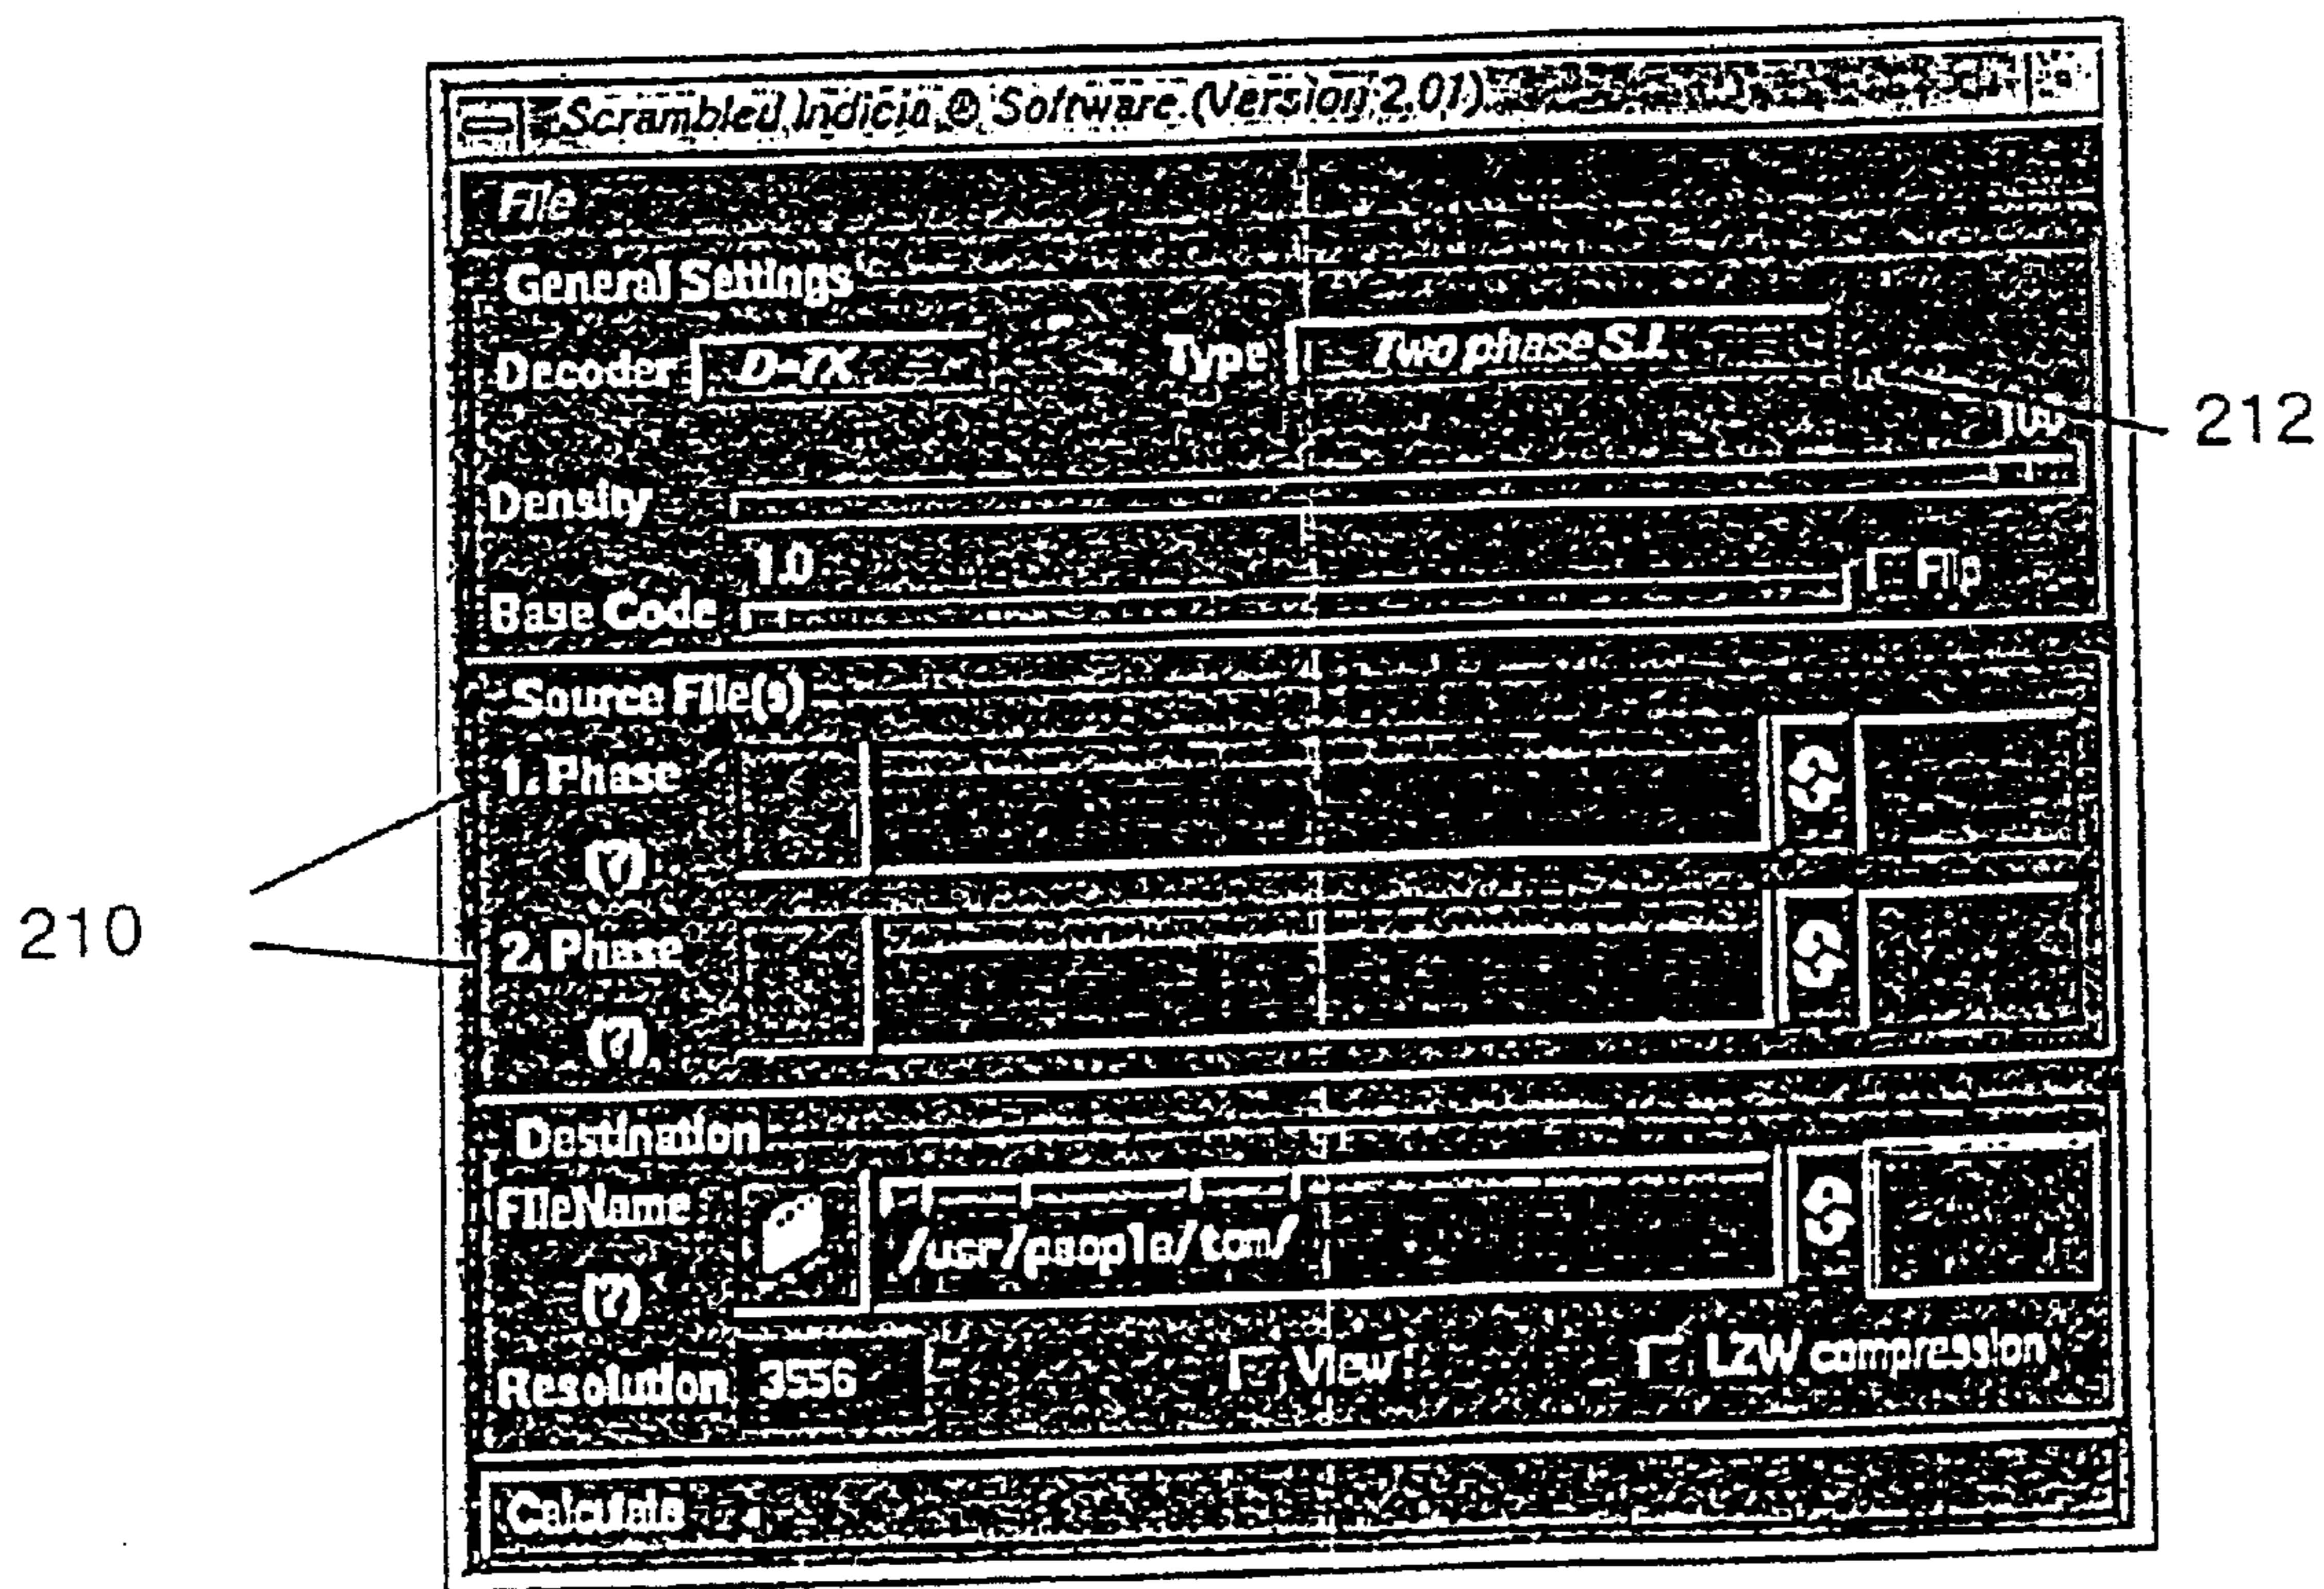 Scrambled Indicia ® Software (Version 2.01)
File
General Settings
Decoder D-7X Type Two phase S.I.
212
100
Density
1.0
Base Code Flip
Source File(s)
1. Phase
(?)
210
2. Phase
(?)
Destination
FileName /usr/people/tom/
(?)
Resolution 3556 View LZW compression
Calculate